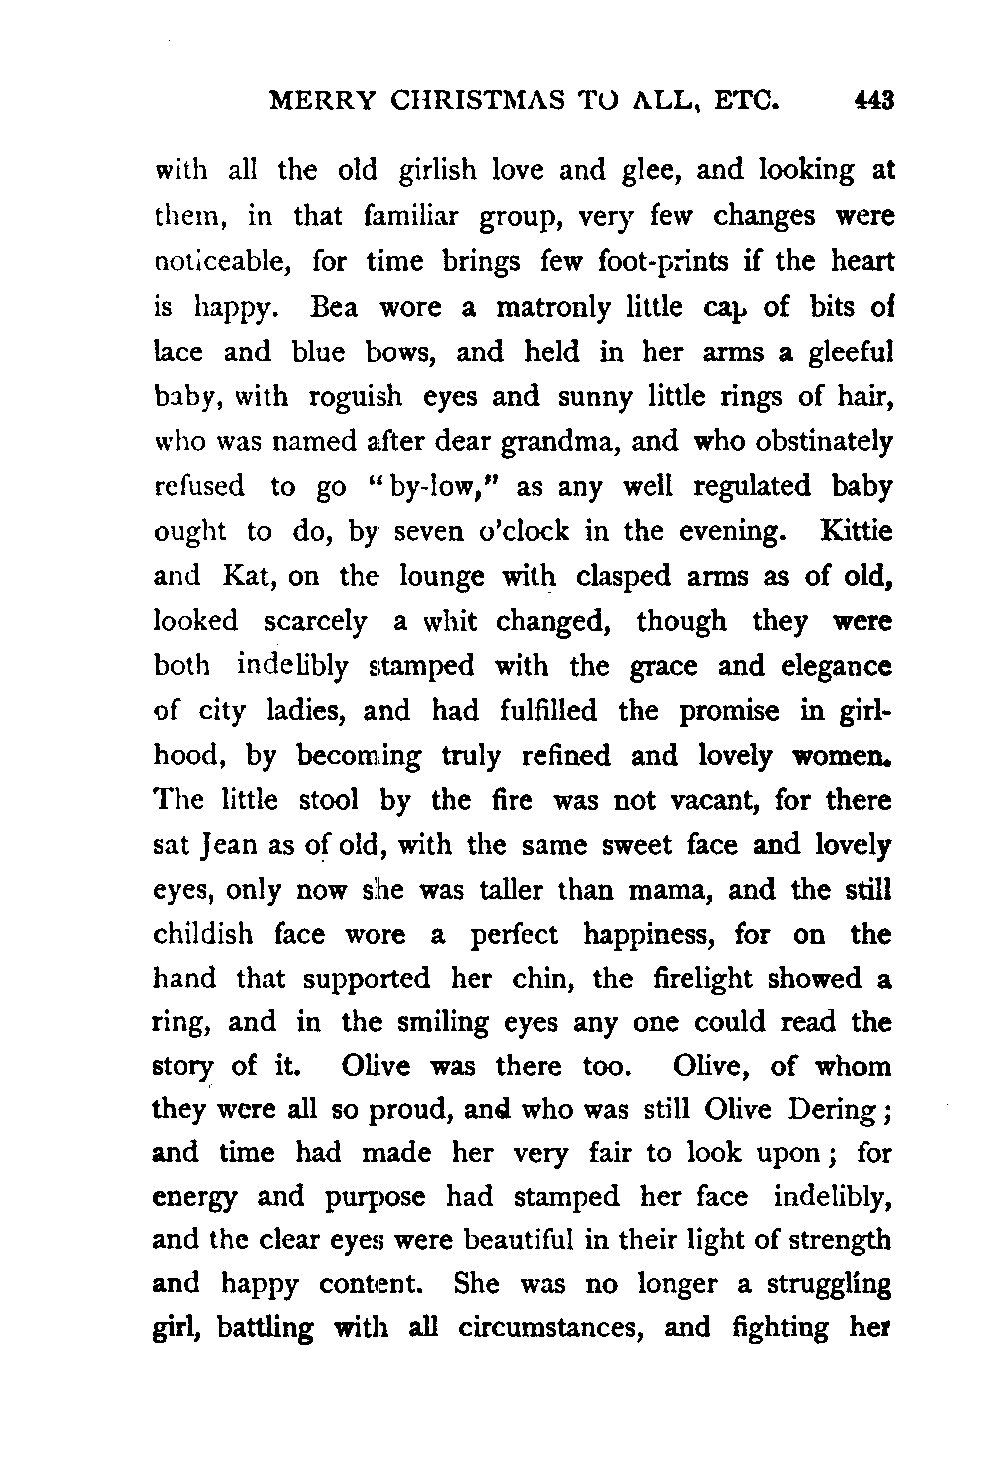 MERRY CHRISTMAS TO ALL, ETC. 443
with all the old girlish love and glee, and looking at
them, in that familiar group, very few changes were
noticeable, for time brings few foot-prints if the heart
is happy. Bea wore a matronly little cap of bits of
lace and blue bows, and held in her arms a gleeful
baby, with roguish eyes and sunny little rings of hair,
who was named after dear grandma, and who obstinately
refused to go "by-low," as any well regulated baby
ought to do, by seven o'clock in the evening. Kittie
and Kat, on the lounge with clasped arms as of old,
looked scarcely a whit changed, though they were
both indelibly stamped with the grace and elegance
of city ladies, and had fulfilled the promise in girl-
hood, by becoming truly refined and lovely women.
The little stool by the fire was not vacant, for there
sat Jean as of old, with the same sweet face and lovely
eyes, only now she was taller than mama, and the still
childish face wore a perfect happiness, for on the
hand that supported her chin, the firelight showed a
ring, and in the smiling eyes any one could read the
story of it. Olive was there too. Olive, of whom
they were all so proud, and who was still Olive Dering;
and time had made her very fair to look upon; for
energy and purpose had stamped her face indelibly,
and the clear eyes were beautiful in their light of strength
and happy content. She was no longer a struggling
girl, battling with all circumstances, and fighting her